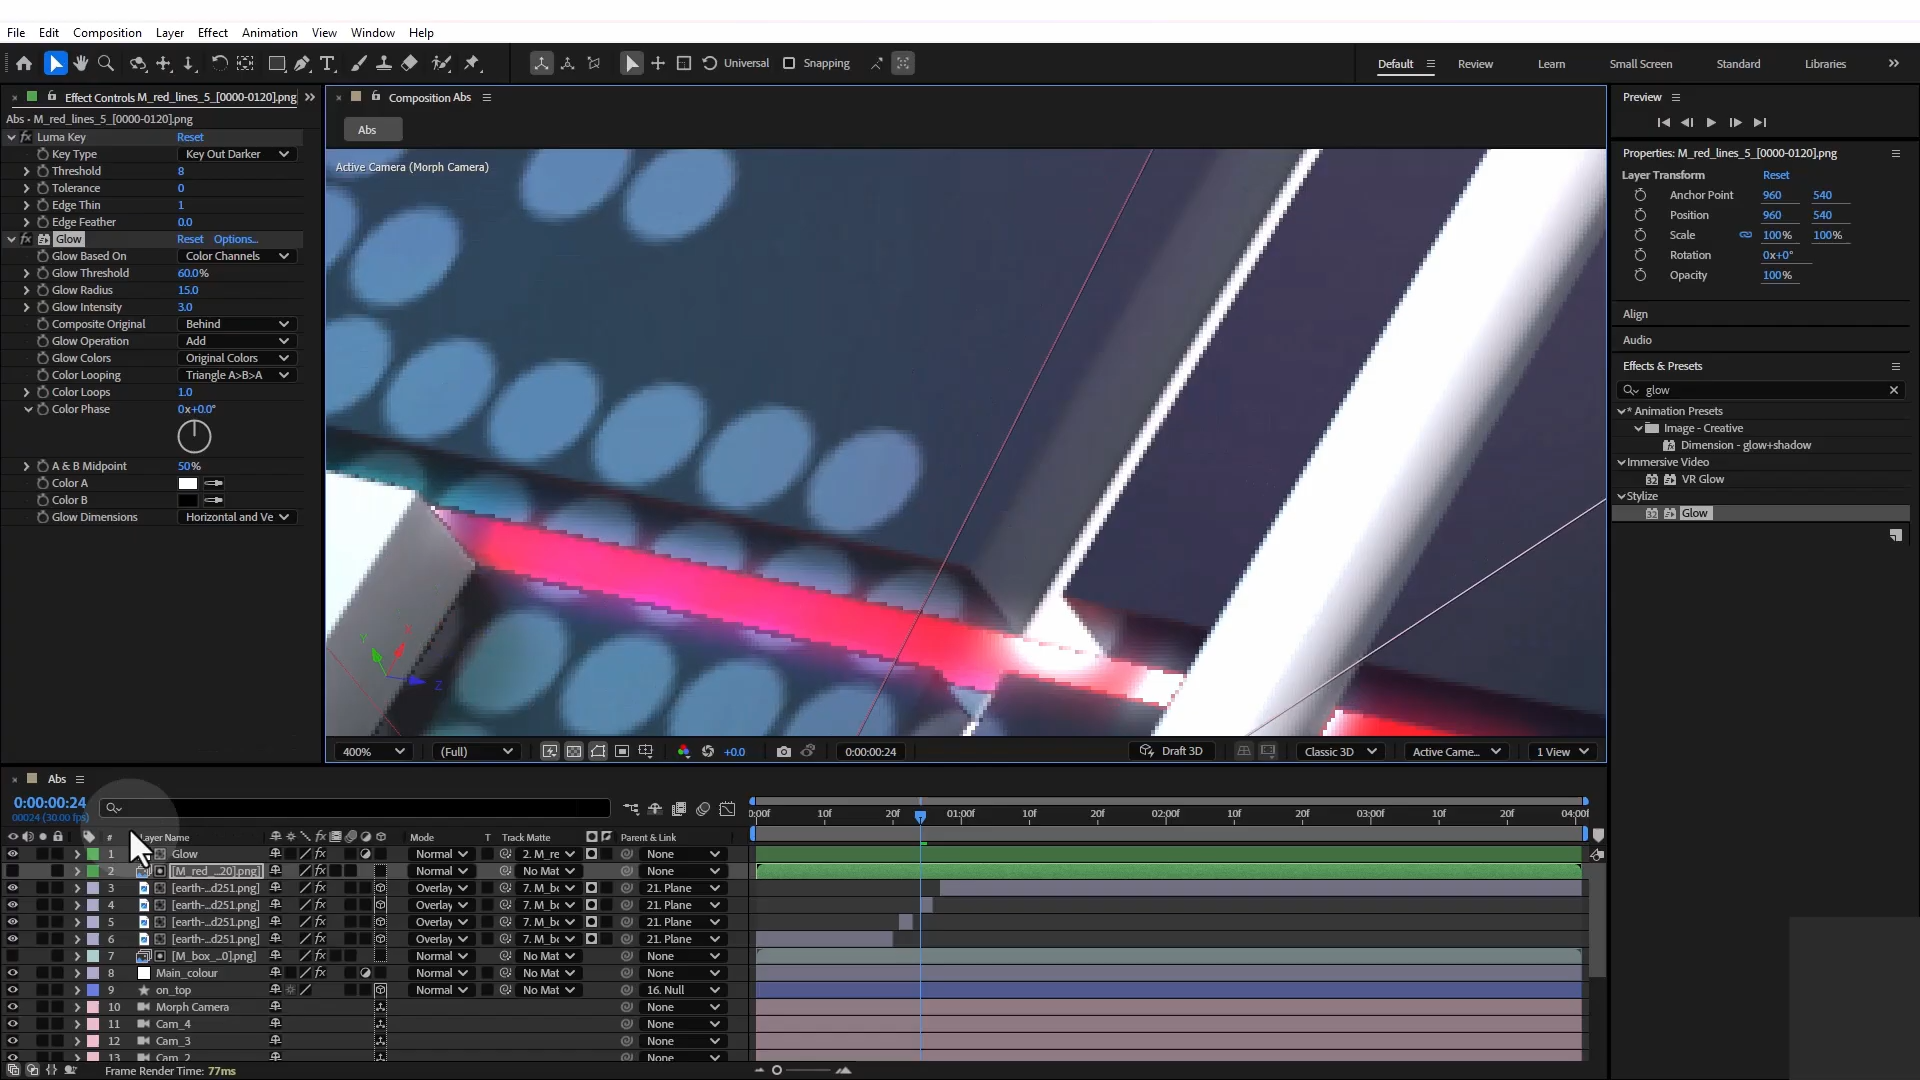 File Edit Composition Layer Effect Animation View Window Help
Universal Snapping Default Review Learn Small Screen Standard Libraries
Effect Controls M_red_lines_5_[0000-0120].png
Composition Abs
Preview
Abs • M_red_lines_5_[0000-0120].png
Abs
Luma Key Reset
Key Type Key Out Darker
Threshold 8
Tolerance 0
Edge Thin 1
Edge Feather 0.0
Glow Reset Options...
Glow Based On Color Channels
Glow Threshold 60.0%
Glow Radius 15.0
Glow Intensity 3.0
Composite Original Behind
Glow Operation Add
Glow Colors Original Colors
Color Looping Triangle A>B>A
Color Loops 1.0
Color Phase 0x+0.0°
A & B Midpoint 50%
Color A
Color B
Glow Dimensions Horizontal and Ve
Active Camera (Morph Camera)
Y X Z
400% (Full) +0.0 0:00:00:24 Draft 3D Classic 3D Active Came... 1 View
Properties: M_red_lines_5_[0000-0120].png
Layer Transform Reset
Anchor Point 960 540
Position 960 540
Scale 100% 100%
Rotation 0x+0°
Opacity 100%
Align
Audio
Effects & Presets
glow
* Animation Presets
Image - Creative
Dimension - glow+shadow
Immersive Video
VR Glow
Stylize
Glow
Abs
0:00:00:24
00024 (30.00 fps)
:00f 10f 20f 01:00f 10f 20f 02:00f 10f 20f 03:00f 10f 20f 04:00f
# Layer Name Mode T Track Matte Parent & Link
1 Glow Normal 2. M_re None
2 [M_red_...20].png] Normal No Mat None
3 [earth-...d251.png] Overlay 7. M_bo 21. Plane
4 [earth-...d251.png] Overlay 7. M_bo 21. Plane
5 [earth-...d251.png] Overlay 7. M_bo 21. Plane
6 [earth-...d251.png] Overlay 7. M_bo 21. Plane
7 [M_box_...0].png] Normal No Mat None
8 Main_colour Normal No Mat None
9 on_top Normal No Mat 16. Null
10 Morph Camera None
11 Cam_4 None
12 Cam_3 None
13 Cam_2 None
Frame Render Time: 77ms